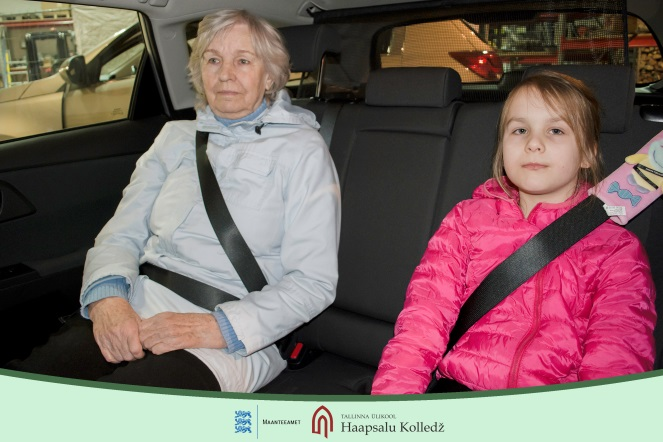 MAANTEEAMET
TALLINNA ÜLIKOOL
Haapsalu Kolledž